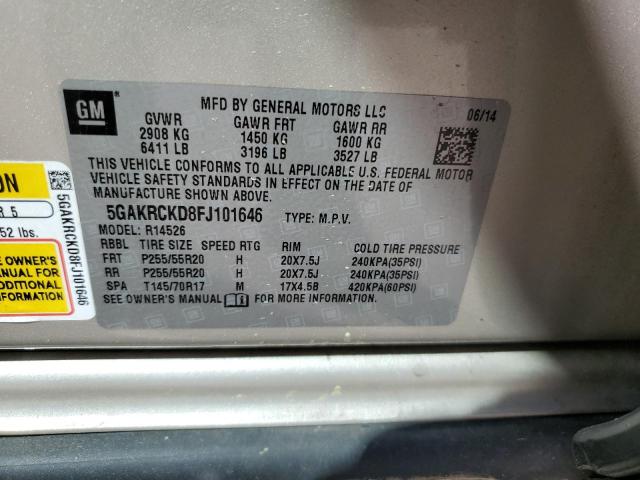 GM
MFD BY GENERAL MOTORS LLC
06/14
GVWR GAWR FRT GAWR RR
2908 KG 1450 KG 1600 KG
6411 LB 3196 LB 3527 LB
THIS VEHICLE CONFORMS TO ALL APPLICABLE U.S. FEDERAL MOTOR
VEHICLE SAFETY STANDARDS IN EFFECT ON THE DATE OF
MANUFACTURE SHOWN ABOVE.
5GAKRCKD8FJ101646 TYPE: M.P.V.
MODEL: R14526
RBBL TIRE SIZE SPEED RTG RIM COLD TIRE PRESSURE
FRT P255/55R20 H 20X7.5J 240KPA(35PSI)
RR P255/55R20 H 20X7.5J 240KPA(35PSI)
SPA T145/70R17 M 17X4.5B 420KPA(60PSI)
SEE OWNER'S MANUAL FOR MORE INFORMATION
ON
R 5
52 lbs.
E OWNER'S
ANUAL FOR
DDITIONAL
ORMATION
5GAKRCKD8FJ101646